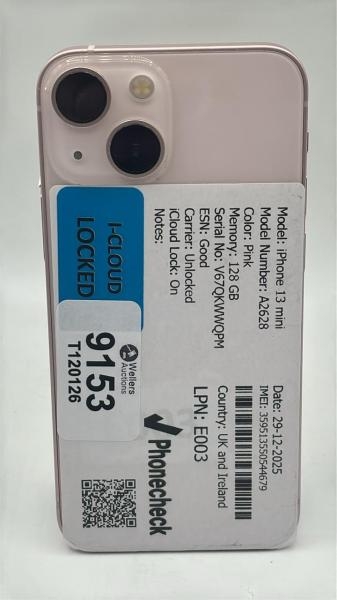 Model: iPhone 13 mini
Model Number: A2628
Color: Pink
Memory: 128 GB
Serial No: V67QKWWQPM
ESN: Good
Carrier: Unlocked
iCloud Lock: On
Notes:
Date: 29-12-2025
IMEI: 359513550544679
Country: UK and Ireland
LPN: E003
Phonecheck
I-CLOUD
LOCKED
Wellers
Auctions
9153
T120126